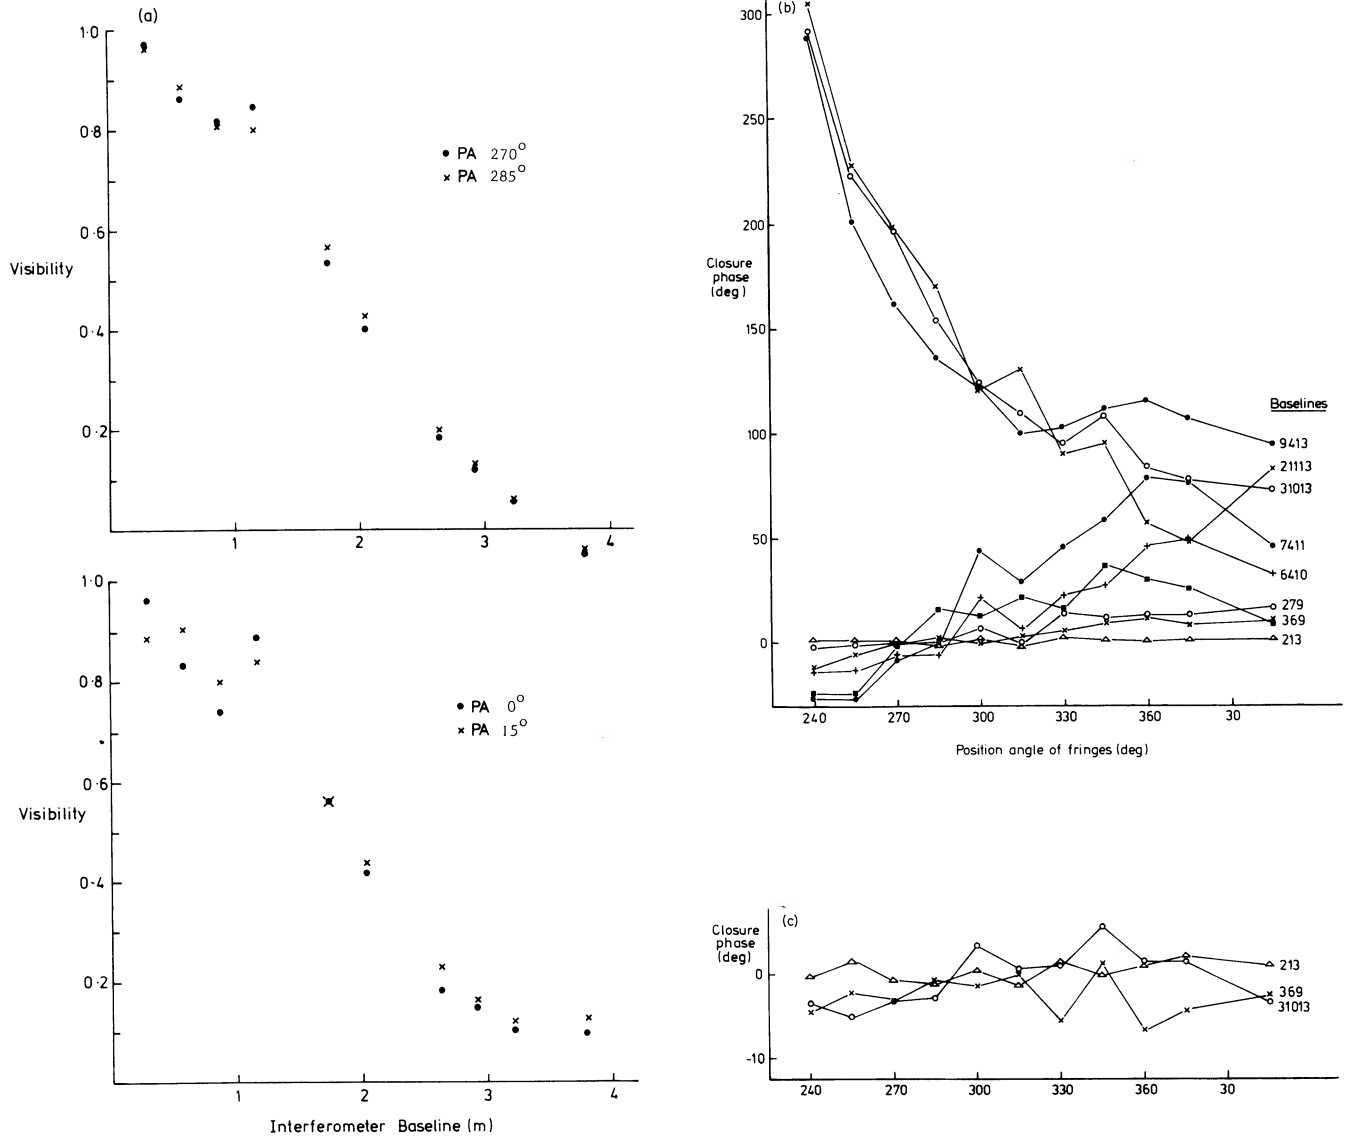 (a)
1·0
0·8
0·6
0·4
0·2
Visibility
● PA 270°
× PA 285°
1 2 3 4
1·0
0·8
0·6
0·4
0·2
Visibility
● PA 0°
× PA 15°
1 2 3 4
Interferometer Baseline (m)
(b)
300
250
200
150
100
50
0
Closure
phase
(deg)
Baselines
9413
21113
31013
7411
6410
279
369
213
240 270 300 330 360 30
Position angle of fringes (deg)
(c)
Closure
phase
(deg)
0
-10
213
369
31013
240 270 300 330 360 30